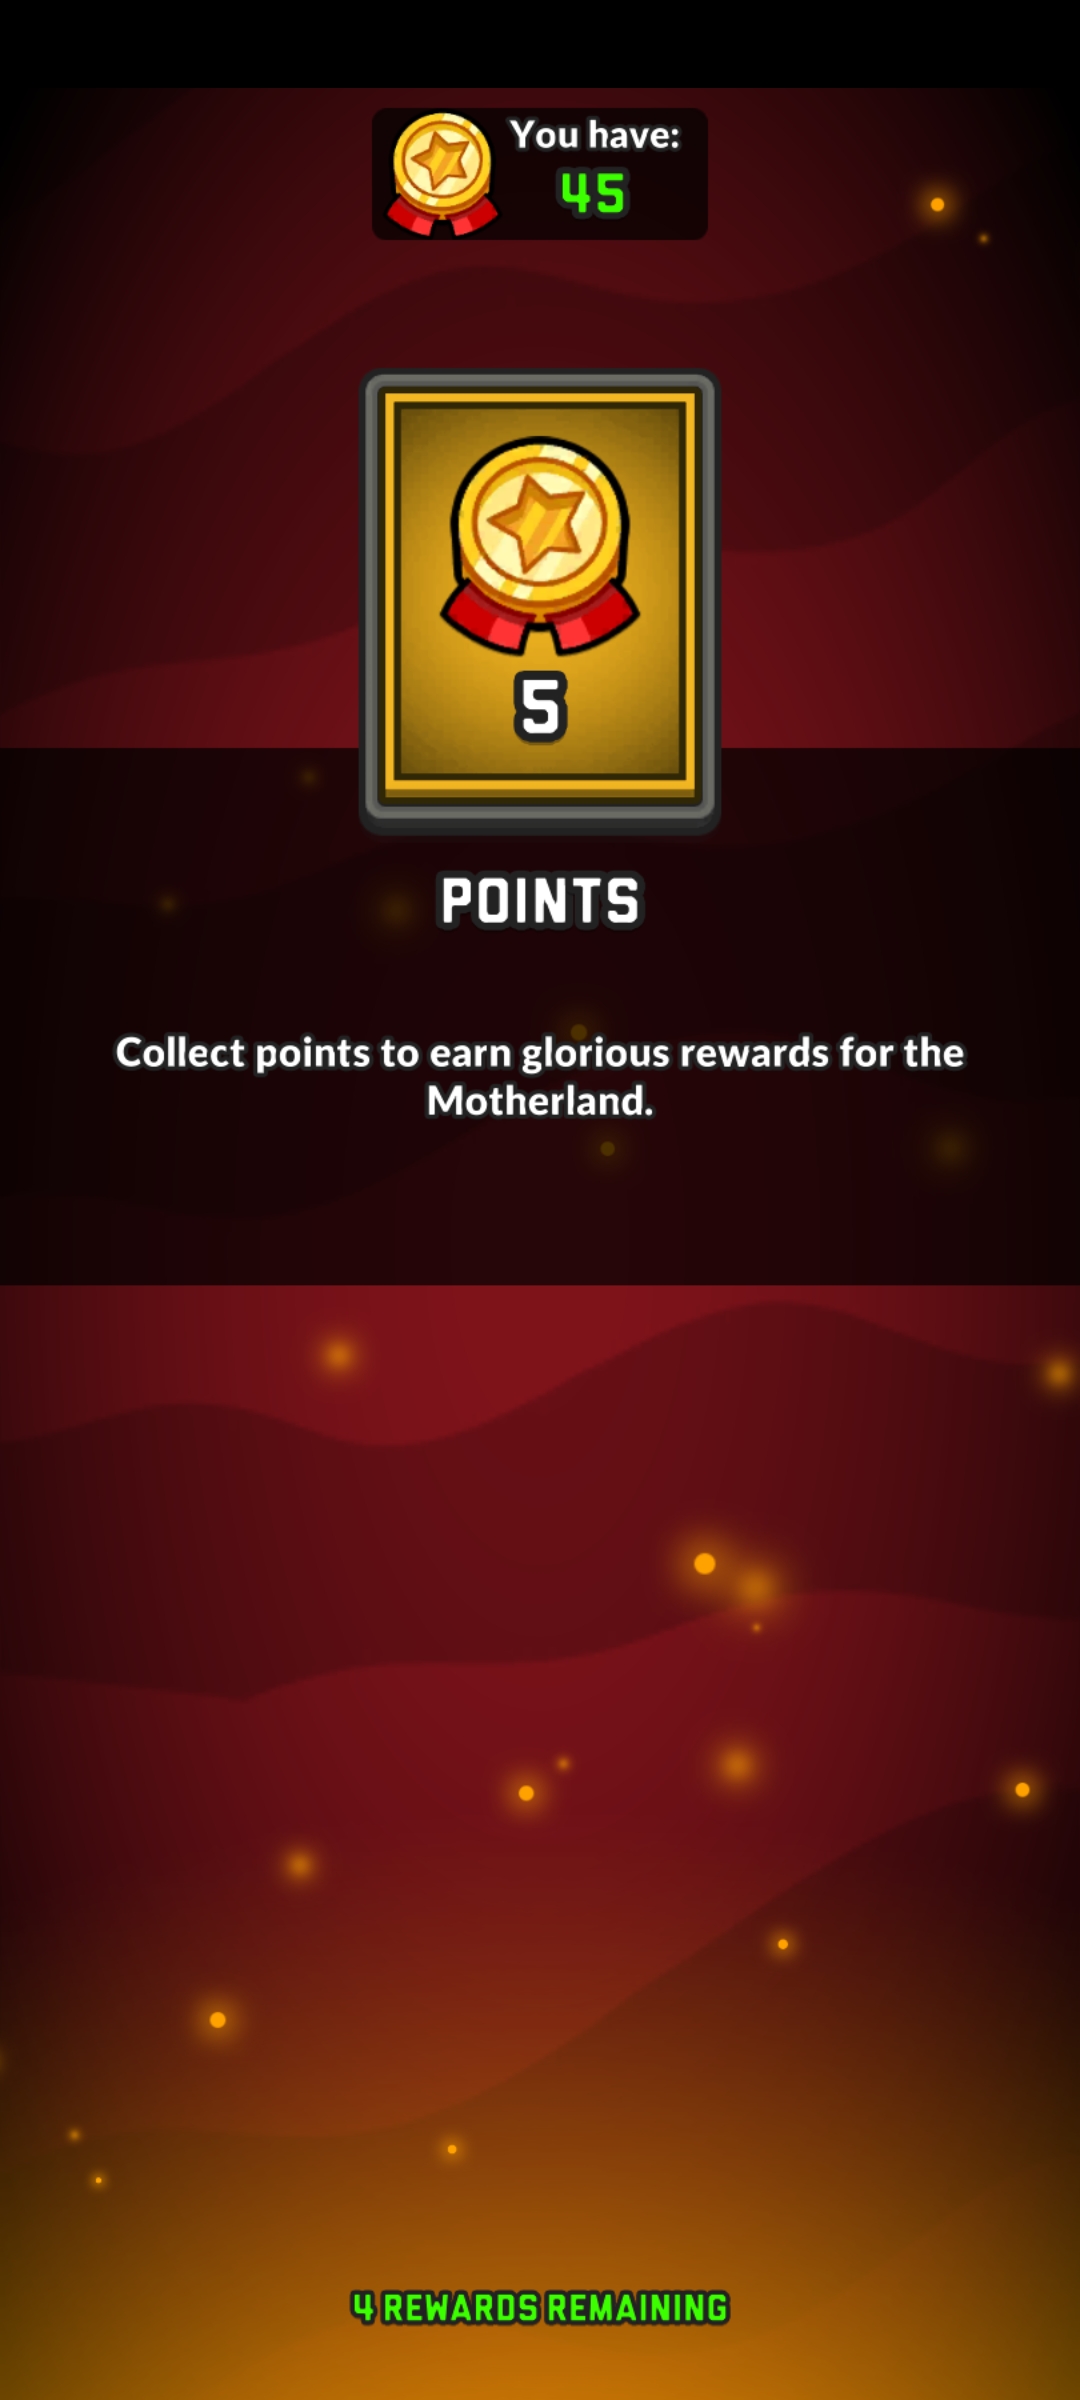 You have:
45
5
POINTS
Collect points to earn glorious rewards for the
Motherland.
4 REWARDS REMAINING